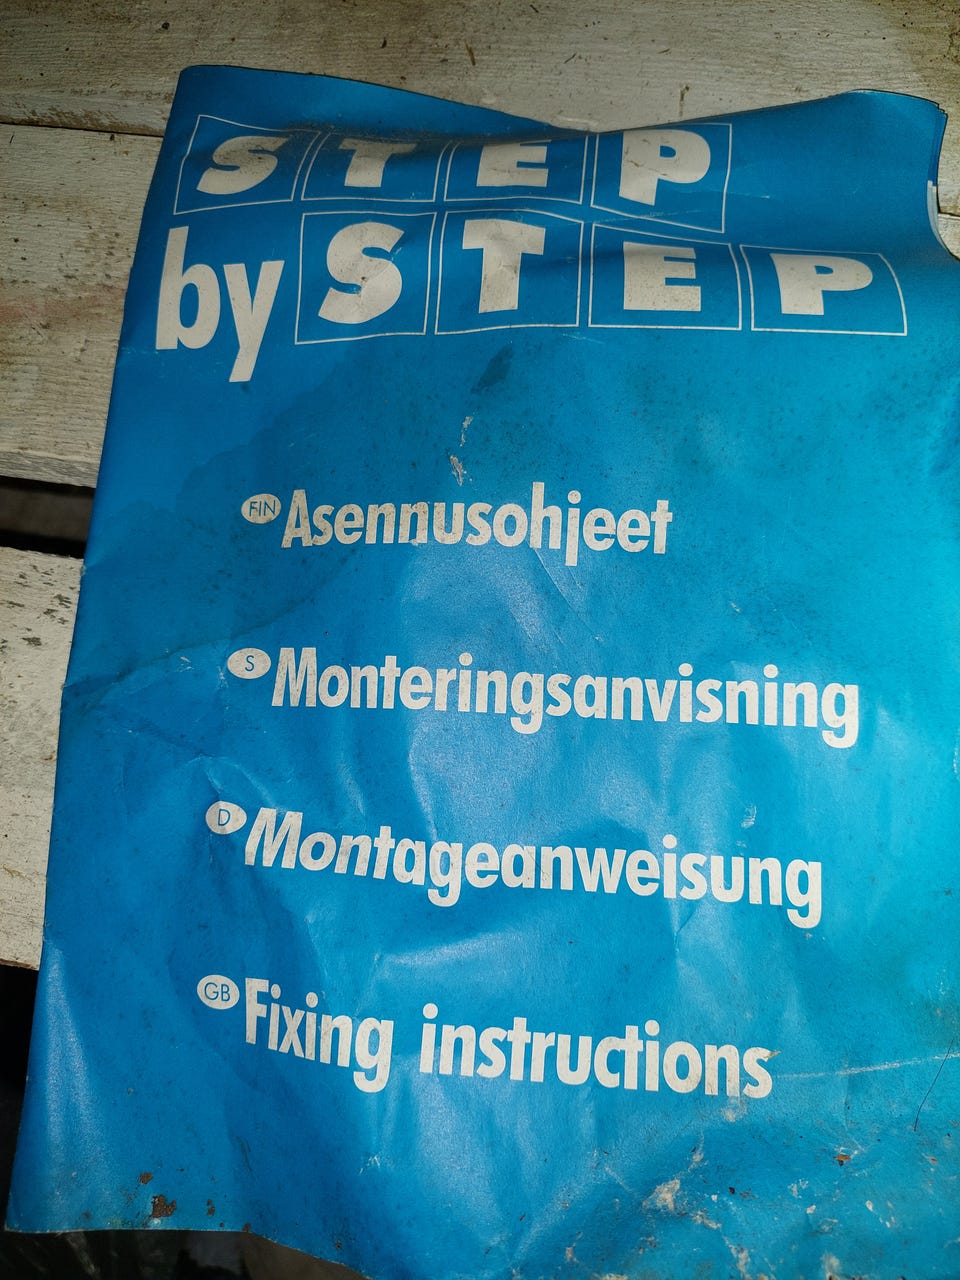 STEP
by STEP
FIN Asennusohjeet
S Monteringsanvisning
D Montageanweisung
GB Fixing instructions